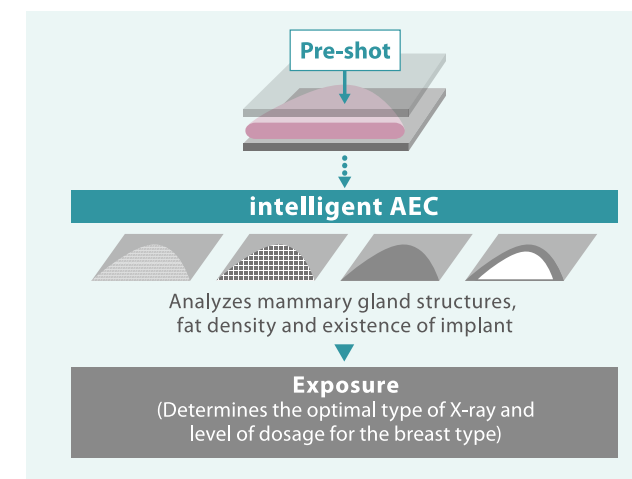 Pre-shot
intelligent AEC
Analyzes mammary gland structures,
fat density and existence of implant
Exposure
(Determines the optimal type of X-ray and
level of dosage for the breast type)